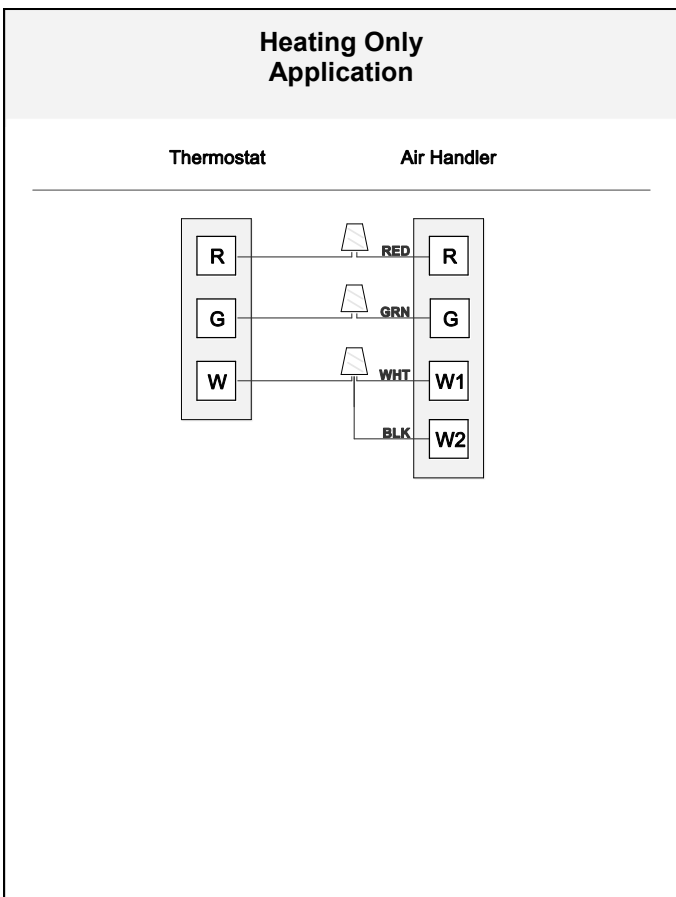 Heating Only
Application
Thermostat Air Handler
R RED R
G GRN G
W WHT W1
BLK W2